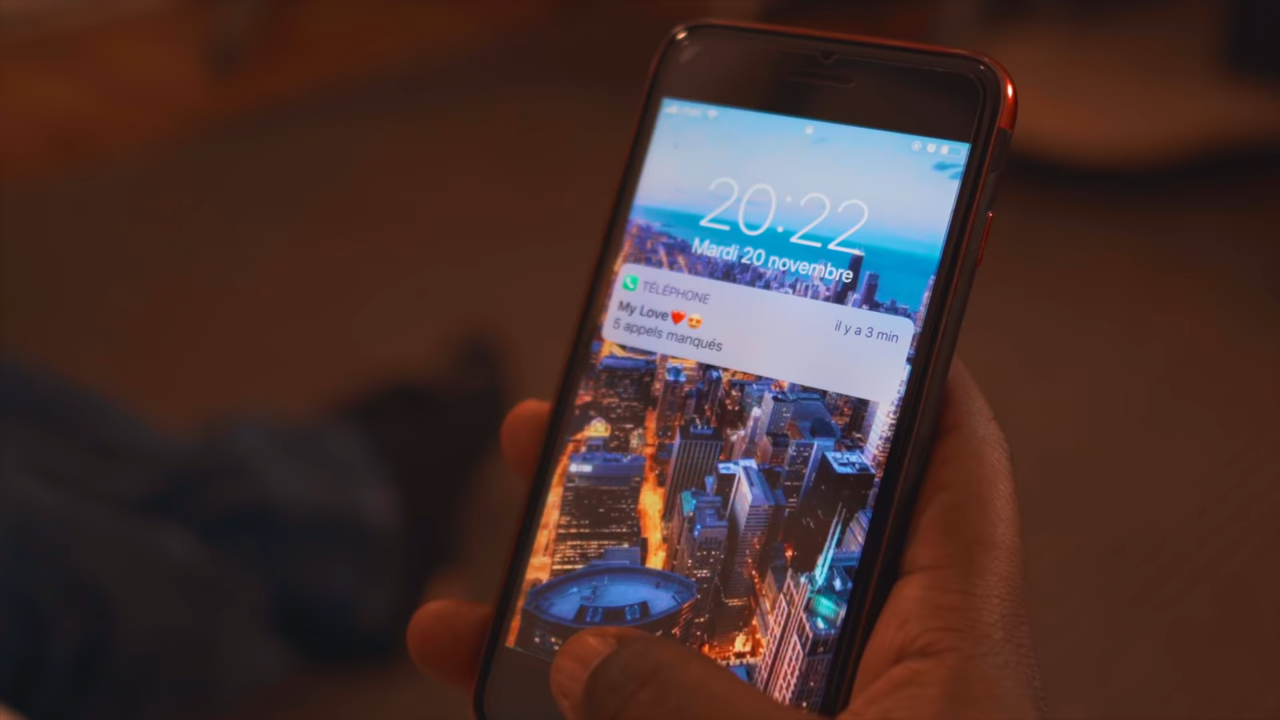 20:22
Mardi 20 novembre
TÉLÉPHONE
il y a 3 min
My Love❤️😍
5 appels manqués